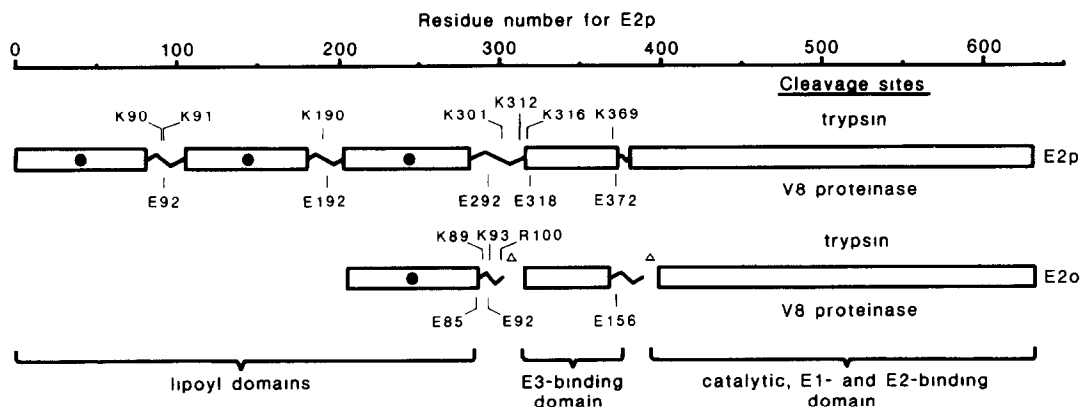 Residue number for E2p
0 100 200 300 400 500 600
Cleavage sites
K312
K90 K91 K190 K301 K316 K369 trypsin
E2p
E92 E192 E292 E318 E372 V8 proteinase
K89 K93 R100 trypsin
E2o
E85 E92 E156 V8 proteinase
lipoyl domains E3-binding domain catalytic, E1- and E2-binding domain